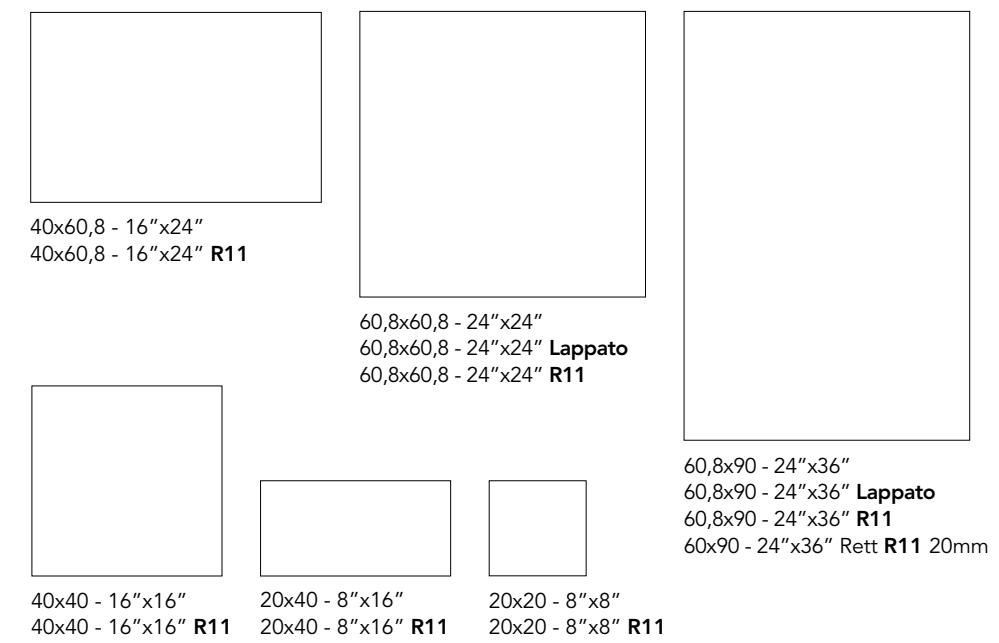 40x60,8 - 16”x24”
40x60,8 - 16”x24” R11
60,8x60,8 - 24”x24”
60,8x60,8 - 24”x24” Lappato
60,8x60,8 - 24”x24” R11
60,8x90 - 24”x36”
60,8x90 - 24”x36” Lappato
60,8x90 - 24”x36” R11
60x90 - 24”x36” Rett R11 20mm
40x40 - 16”x16”
40x40 - 16”x16” R11
20x40 - 8”x16”
20x40 - 8”x16” R11
20x20 - 8”x8”
20x20 - 8”x8” R11